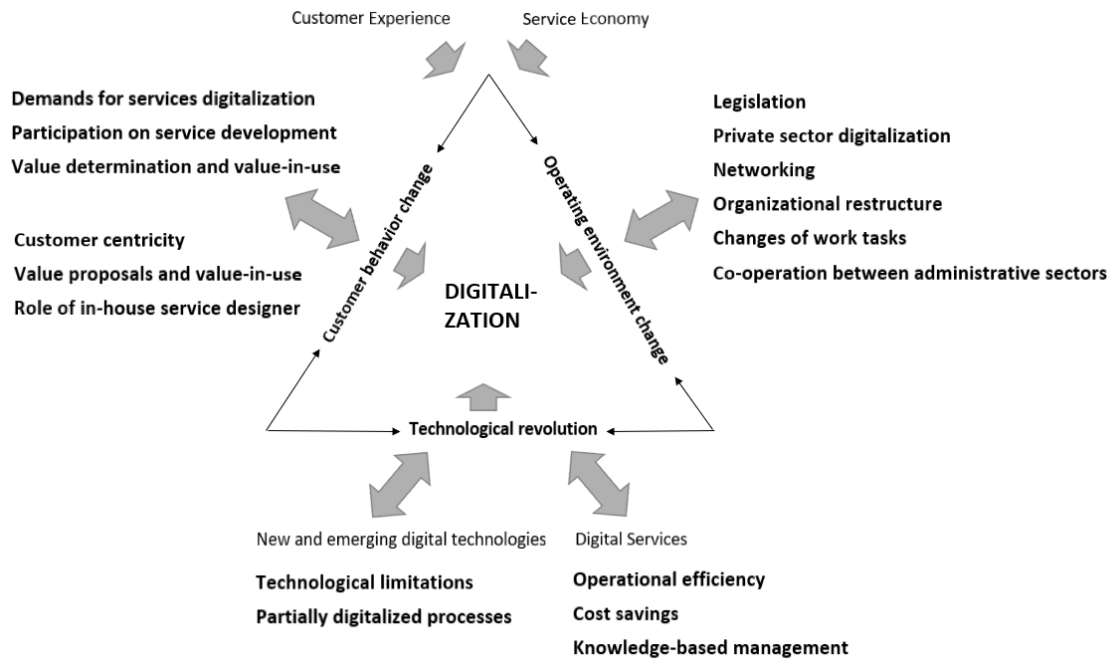 Customer Experience
Service Economy
Demands for services digitalization
Participation on service development
Value determination and value-in-use
Customer centricity
Value proposals and value-in-use
Role of in-house service designer
Customer behavior change
DIGITALI-
ZATION
Operating environment change
Legislation
Private sector digitalization
Networking
Organizational restructure
Changes of work tasks
Co-operation between administrative sectors
Technological revolution
New and emerging digital technologies
Technological limitations
Partially digitalized processes
Digital Services
Operational efficiency
Cost savings
Knowledge-based management